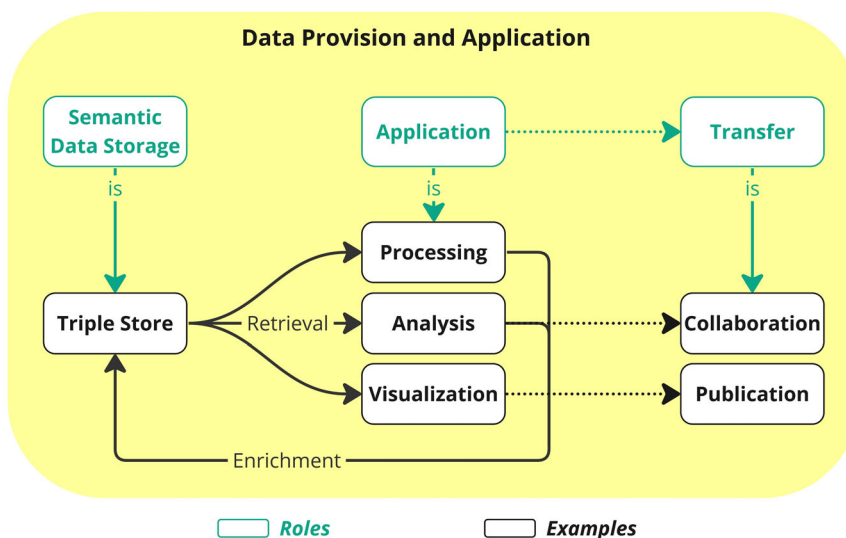 Data Provision and Application
Semantic
Data Storage
Application
Transfer
is
is
is
Processing
Triple Store
Retrieval
Analysis
Collaboration
Visualization
Publication
Enrichment
Roles
Examples